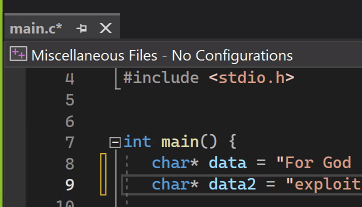 main.c*
Miscellaneous Files - No Configurations
4 #include <stdio.h>
5
6
7 int main() {
8 char* data = "For God
9 char* data2 = "exploit
10